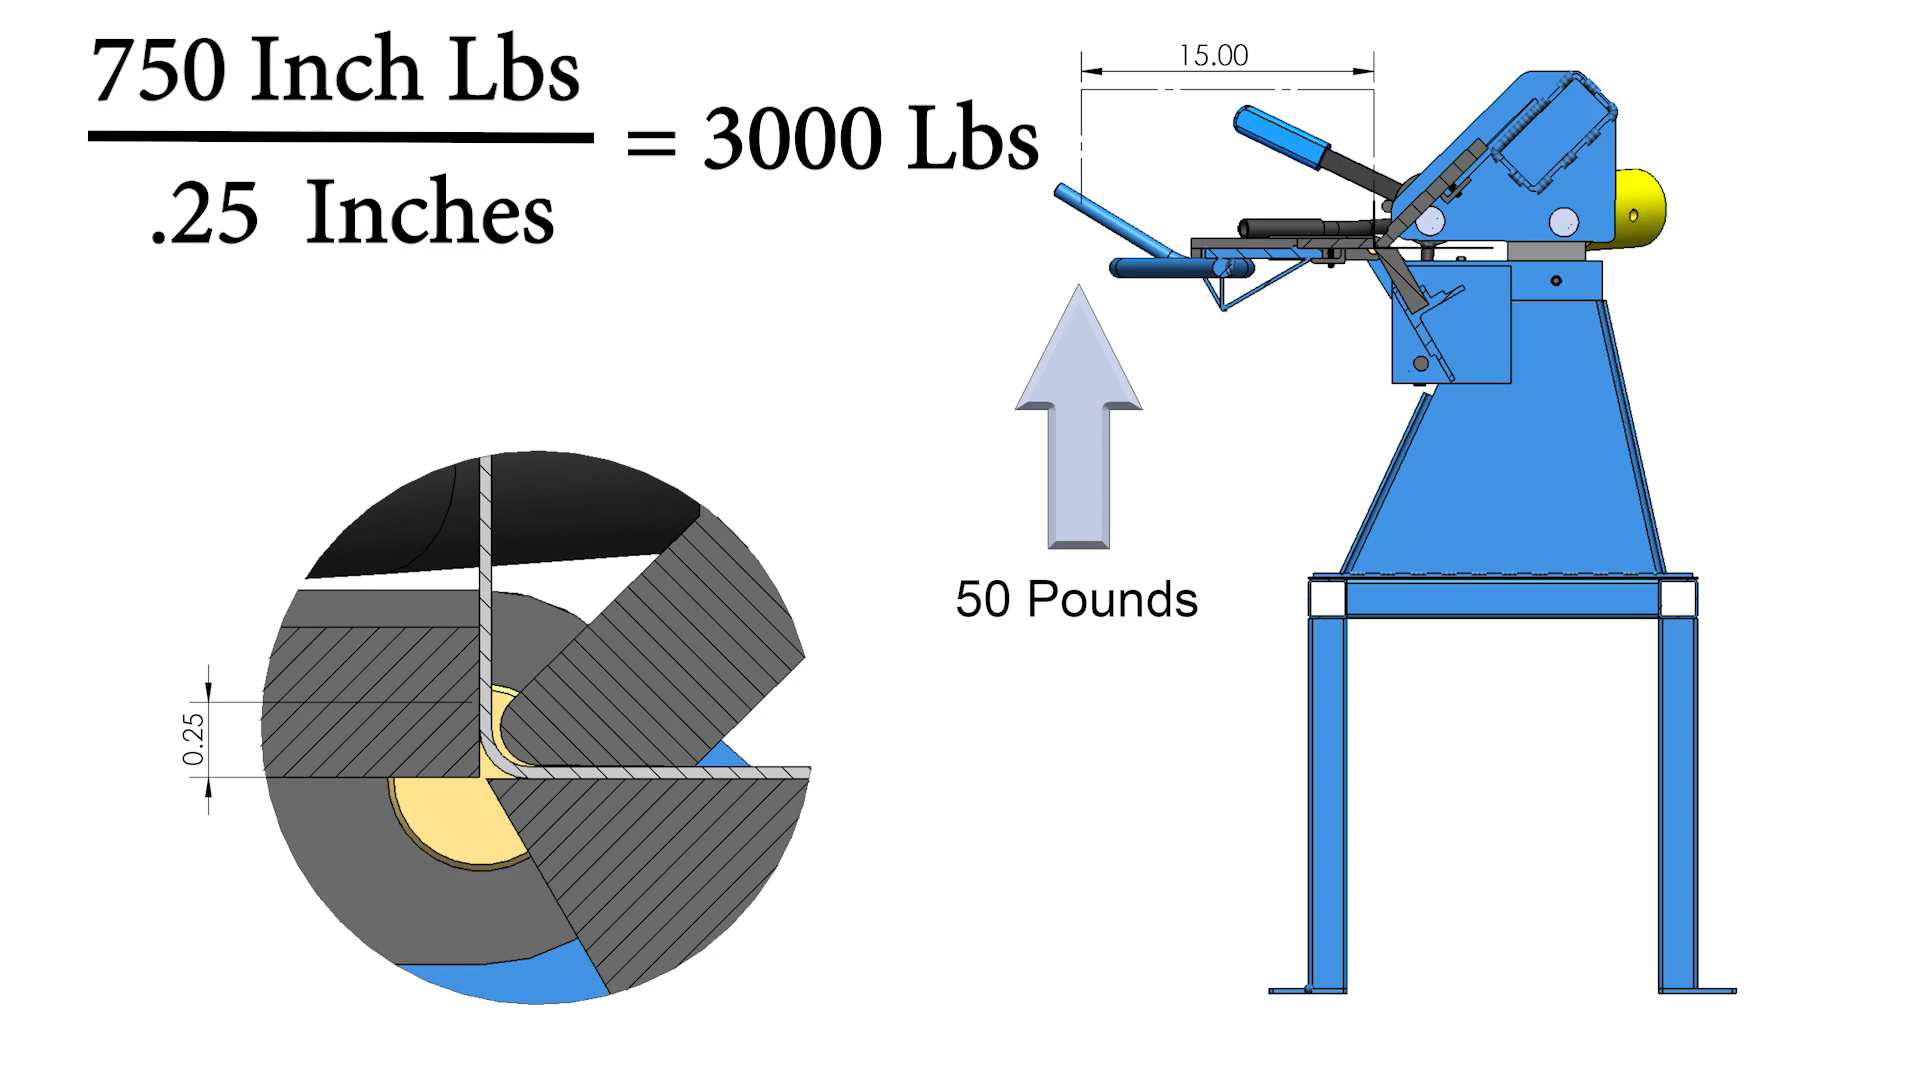 750 Inch Lbs
.25 Inches
= 3000 Lbs
15.00
50 Pounds
0.25